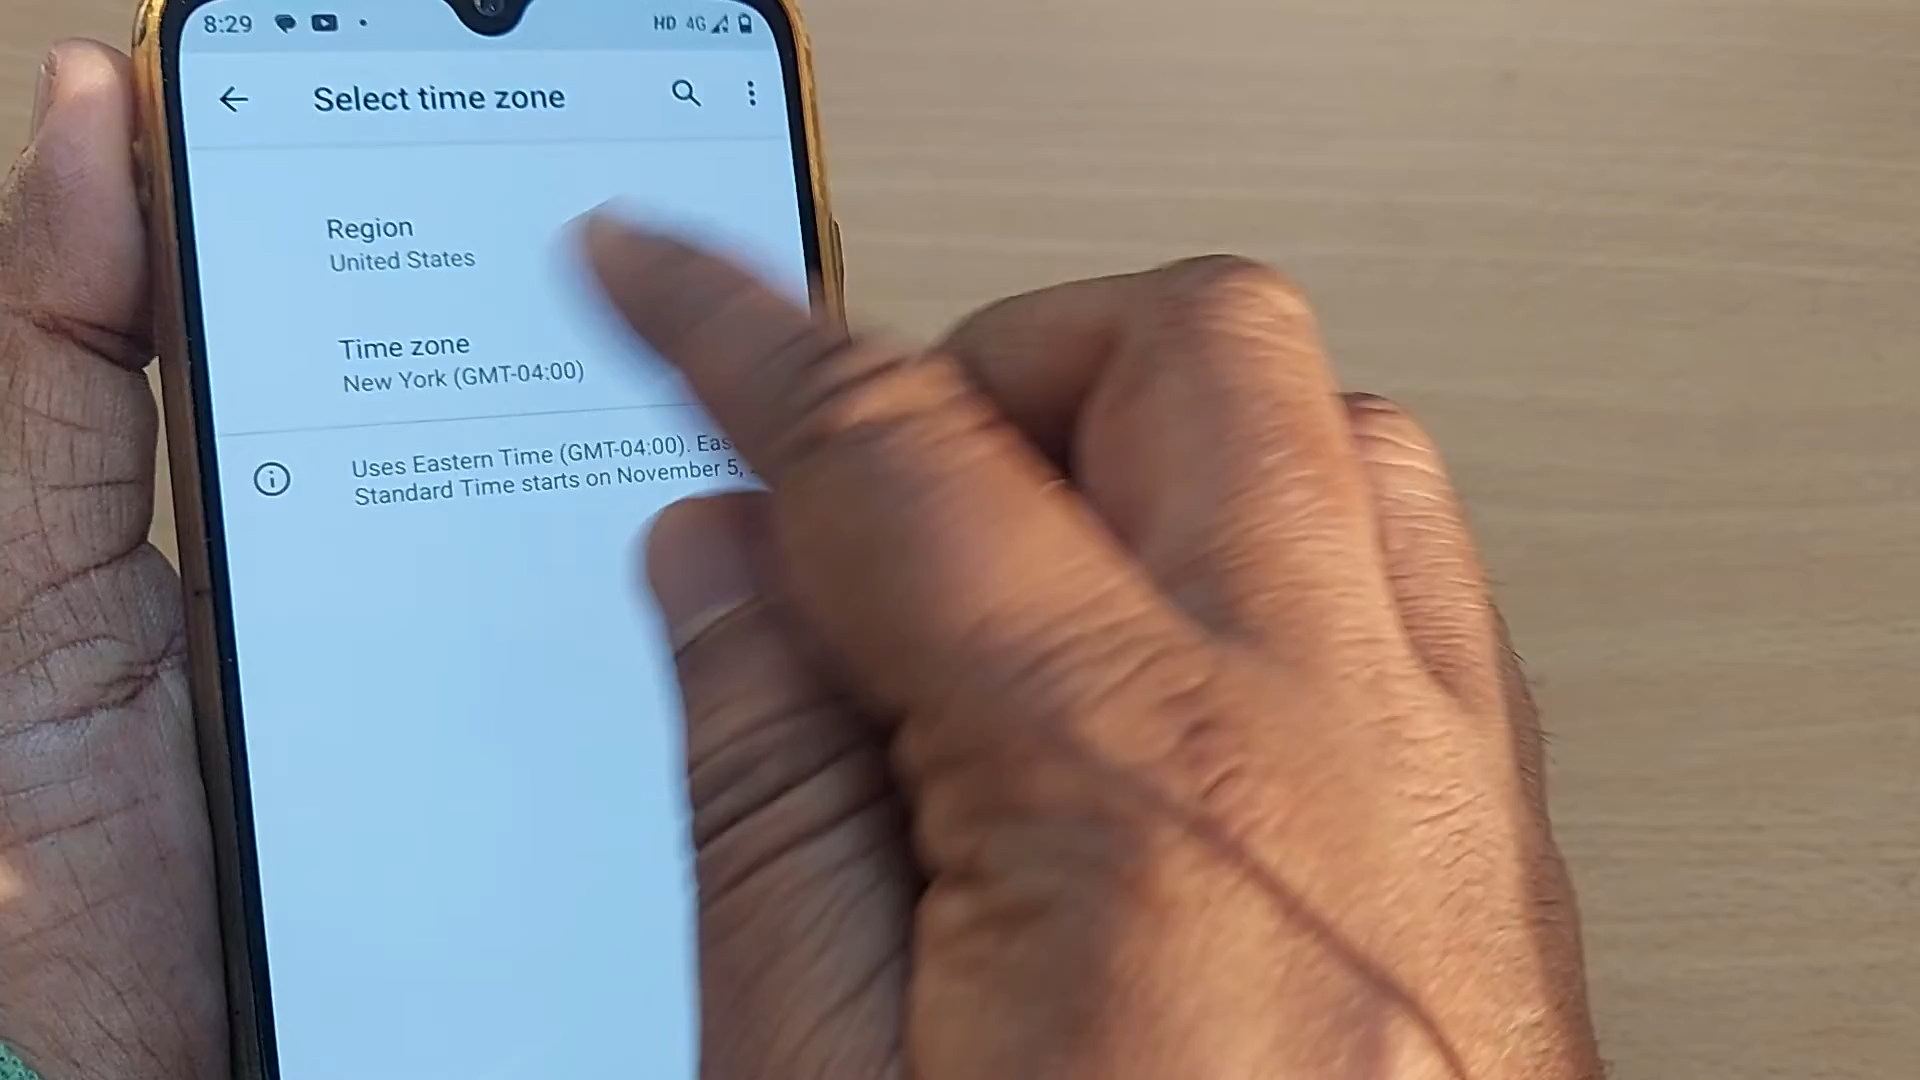 8:29 HD 4G
Select time zone
Region
United States
Time zone
New York (GMT-04:00)
Uses Eastern Time (GMT-04:00).
Standard Time starts on November 5,